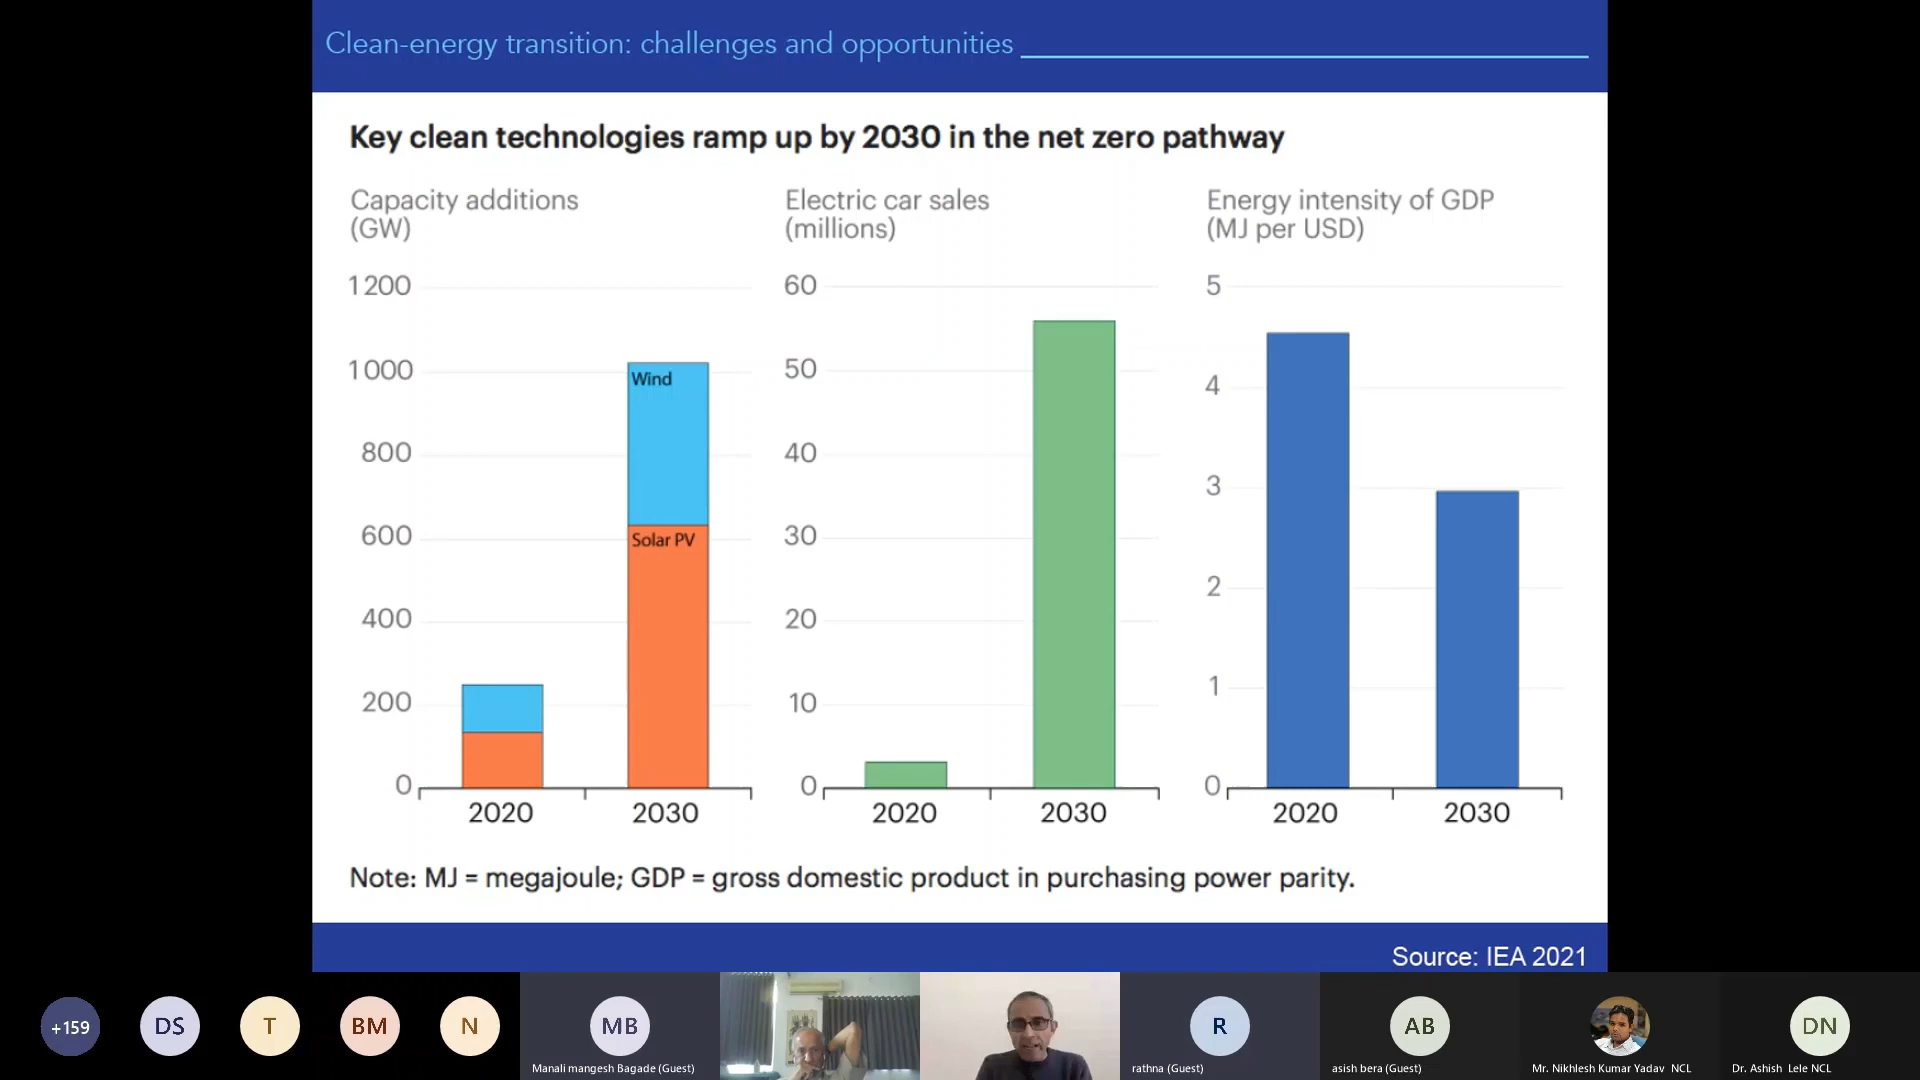 Clean-energy transition: challenges and opportunities
Key clean technologies ramp up by 2030 in the net zero pathway
Capacity additions
(GW)
1200
1000
800
600
400
200
0
Wind
Solar PV
2020
2030
Electric car sales
(millions)
60
50
40
30
20
10
0
2020
2030
Energy intensity of GDP
(MJ per USD)
5
4
3
2
1
0
2020
2030
Note: MJ = megajoule; GDP = gross domestic product in purchasing power parity.
Source: IEA 2021
+159
DS
T
BM
N
MB
Manali mangesh Bagade (Guest)
R
rathna (Guest)
AB
asish bera (Guest)
Mr. Nikhlesh Kumar Yadav NCL
DN
Dr. Ashish Lele NCL